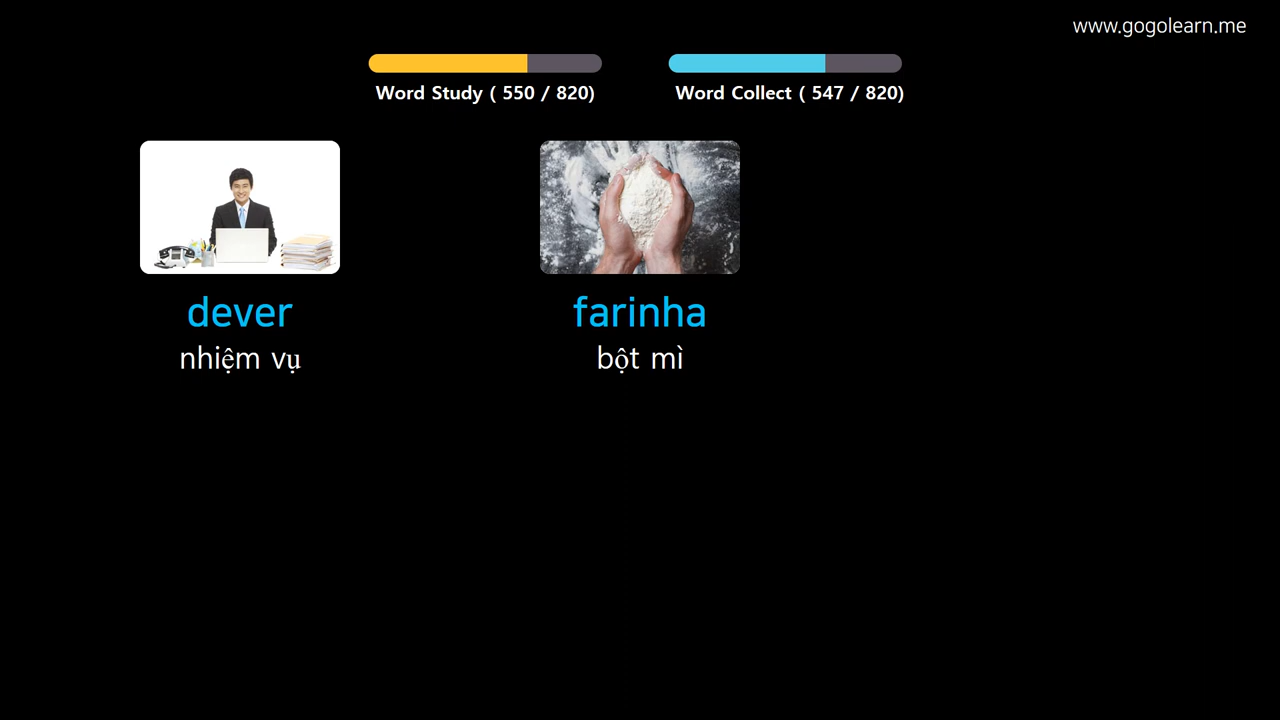 www.gogolearn.me
Word Study ( 550 / 820)
Word Collect ( 547 / 820)
dever
nhiệm vụ
farinha
bột mì